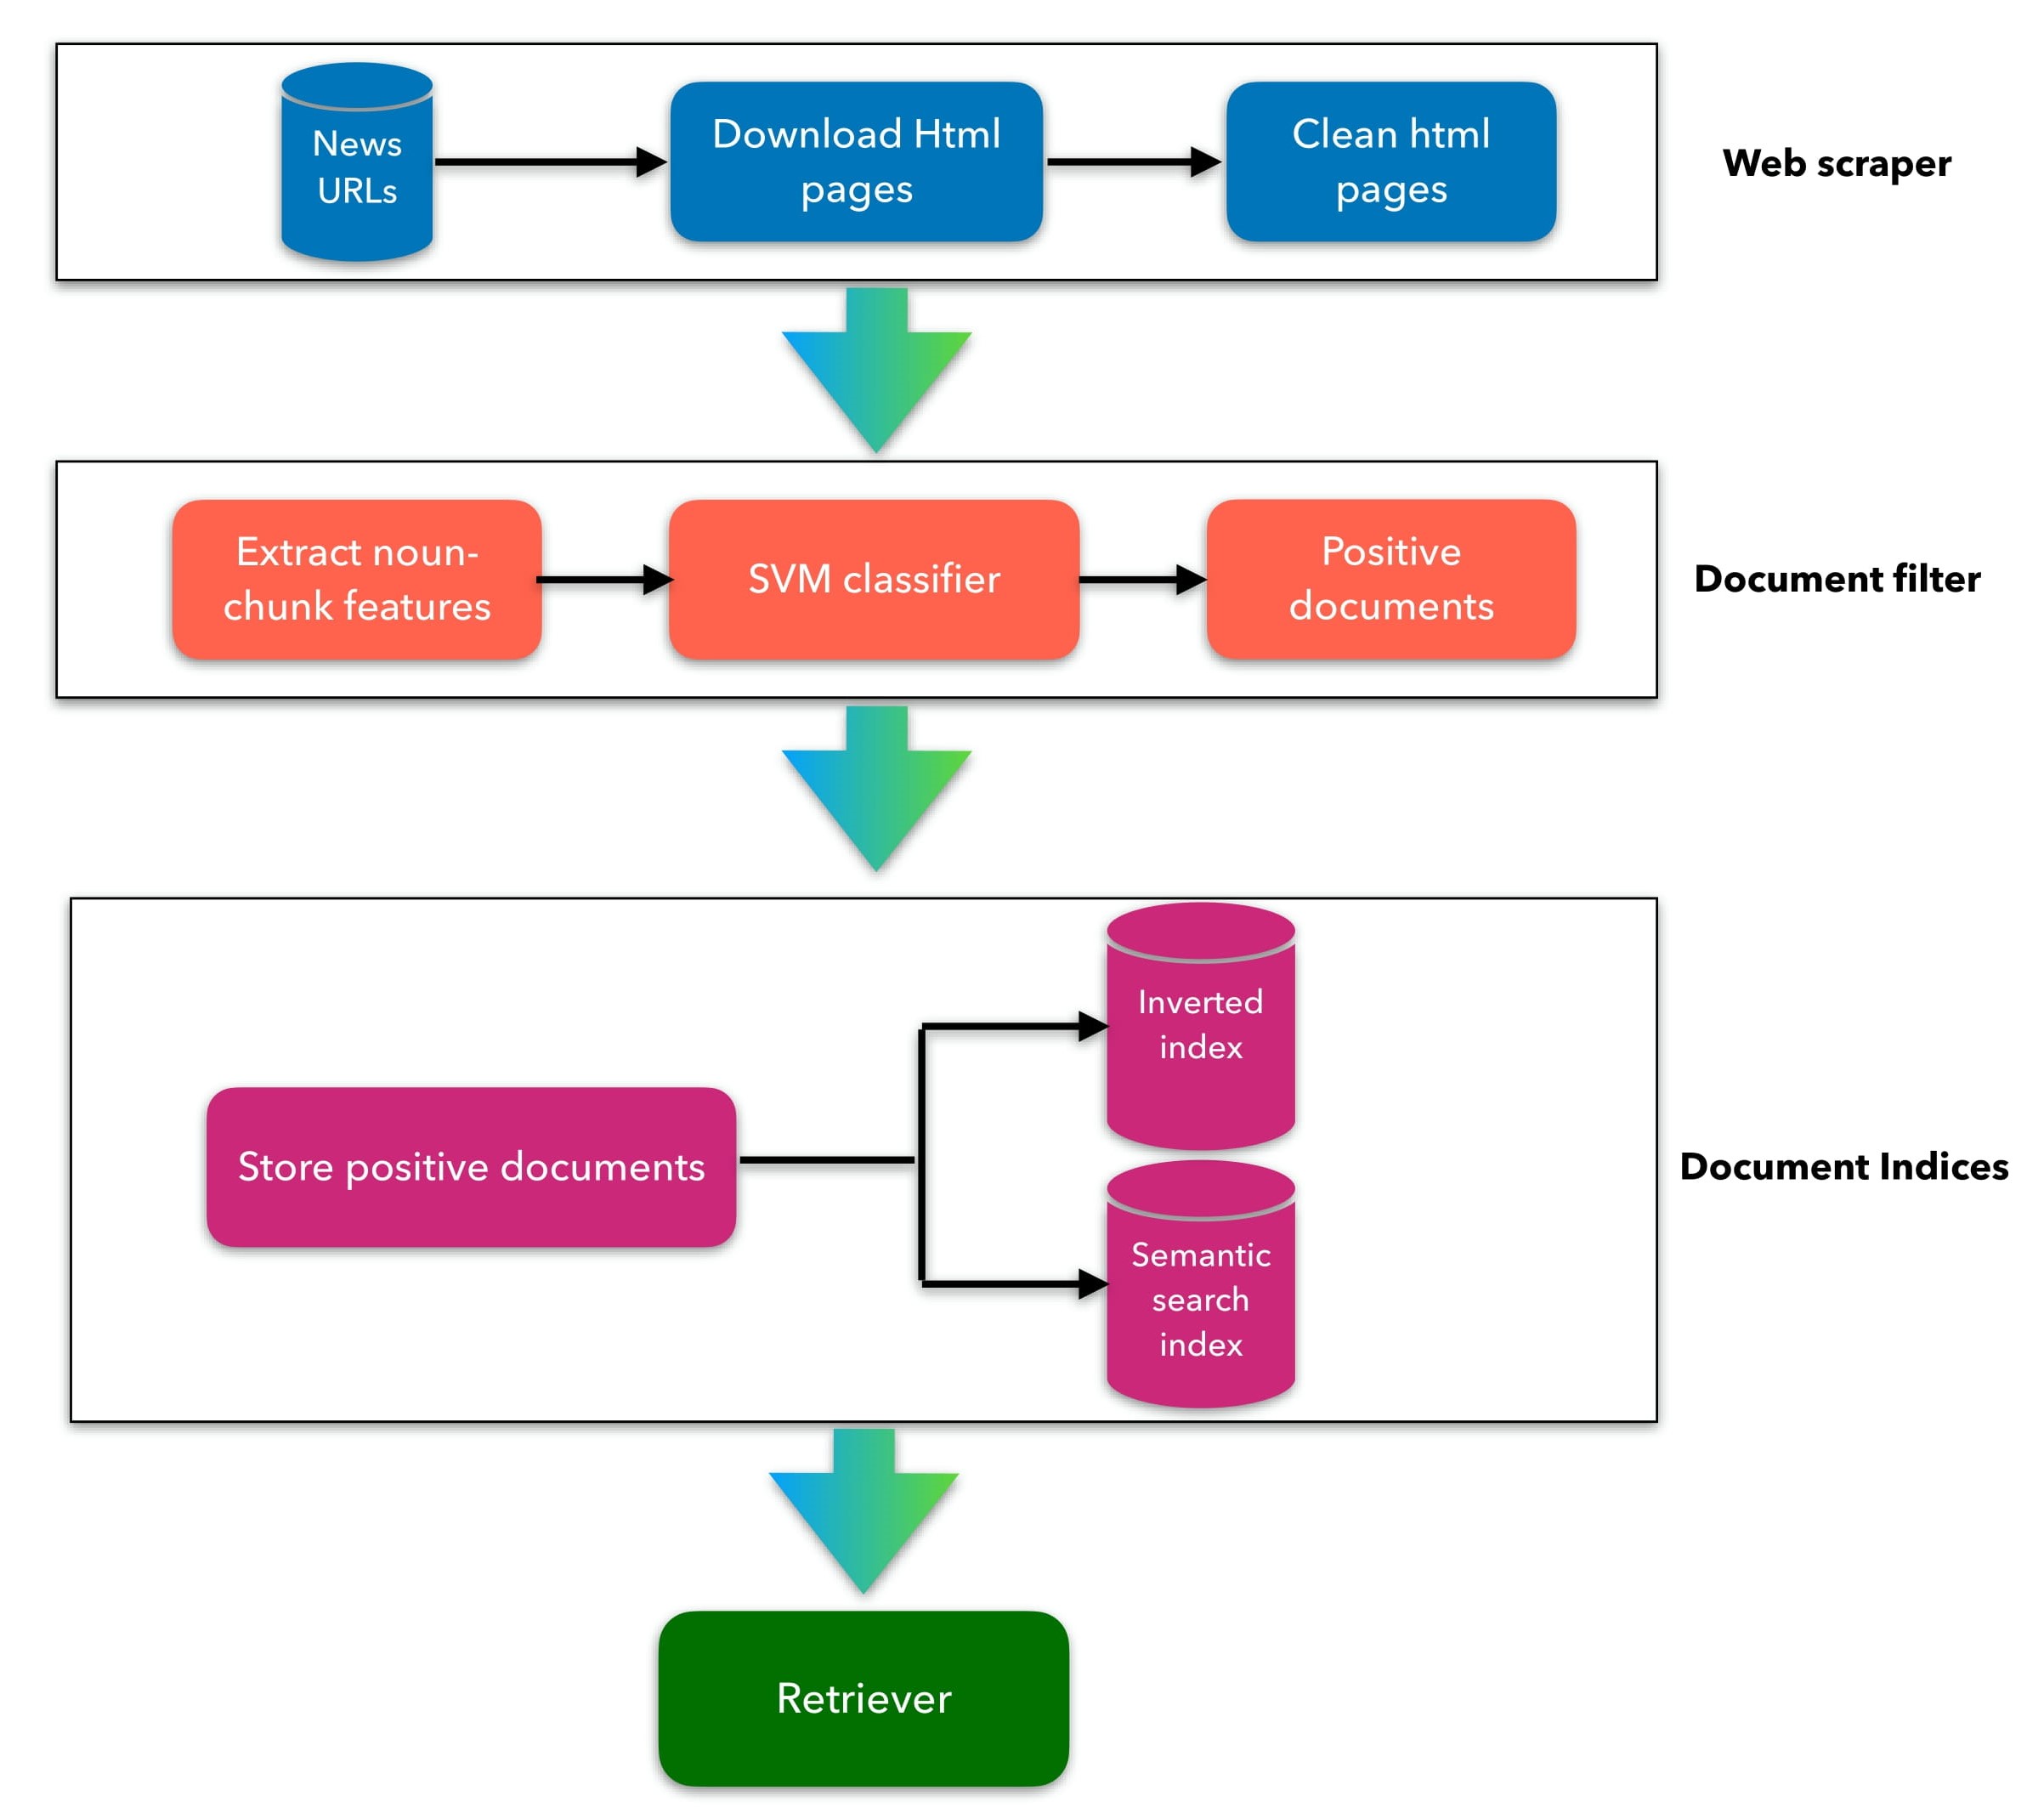 News
URLs
Download Html
pages
Clean html
pages
Web scraper
Extract noun-
chunk features
SVM classifier
Positive
documents
Document filter
Store positive documents
Inverted
index
Semantic
search
index
Document Indices
Retriever